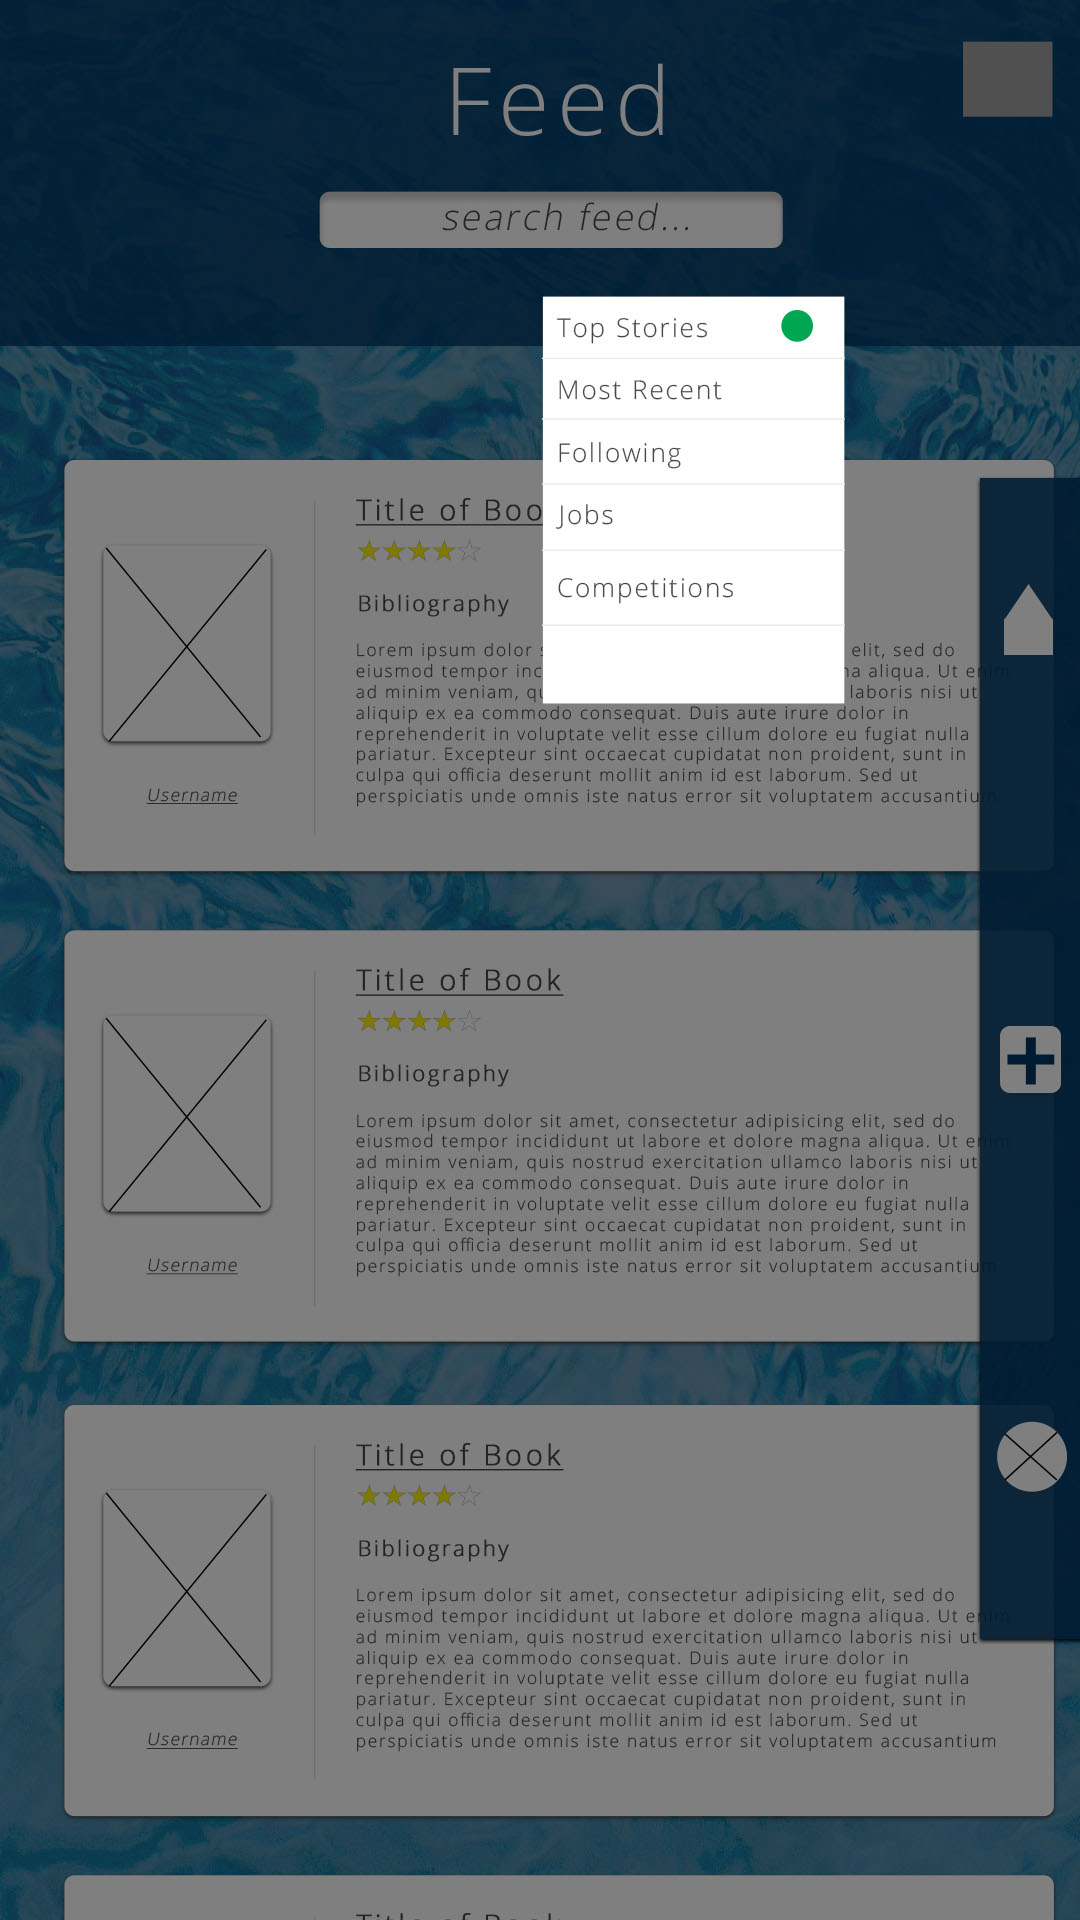 Feed
search feed...
Top Stories
Most Recent
Following
Jobs
Competitions
Title of Boo
Bibliography
Lorem ipsum dolor elit, sed do
eiusmod tempor inc na aliqua. Ut enim
ad minim veniam, qu laboris nisi ut
aliquip ex ea commodo consequat. Duis aute irure dolor in
reprehenderit in voluptate velit esse cillum dolore eu fugiat nulla
pariatur. Excepteur sint occaecat cupidatat non proident, sunt in
culpa qui officia deserunt mollit anim id est laborum. Sed ut
perspiciatis unde omnis iste natus error sit voluptatem accusantium
Username
Title of Book
Bibliography
Lorem ipsum dolor sit amet, consectetur adipisicing elit, sed do
eiusmod tempor incididunt ut labore et dolore magna aliqua. Ut enim
ad minim veniam, quis nostrud exercitation ullamco laboris nisi ut
aliquip ex ea commodo consequat. Duis aute irure dolor in
reprehenderit in voluptate velit esse cillum dolore eu fugiat nulla
pariatur. Excepteur sint occaecat cupidatat non proident, sunt in
culpa qui officia deserunt mollit anim id est laborum. Sed ut
perspiciatis unde omnis iste natus error sit voluptatem accusantium
Username
Title of Book
Bibliography
Lorem ipsum dolor sit amet, consectetur adipisicing elit, sed do
eiusmod tempor incididunt ut labore et dolore magna aliqua. Ut enim
ad minim veniam, quis nostrud exercitation ullamco laboris nisi ut
aliquip ex ea commodo consequat. Duis aute irure dolor in
reprehenderit in voluptate velit esse cillum dolore eu fugiat nulla
pariatur. Excepteur sint occaecat cupidatat non proident, sunt in
culpa qui officia deserunt mollit anim id est laborum. Sed ut
perspiciatis unde omnis iste natus error sit voluptatem accusantium
Username
Title of Book